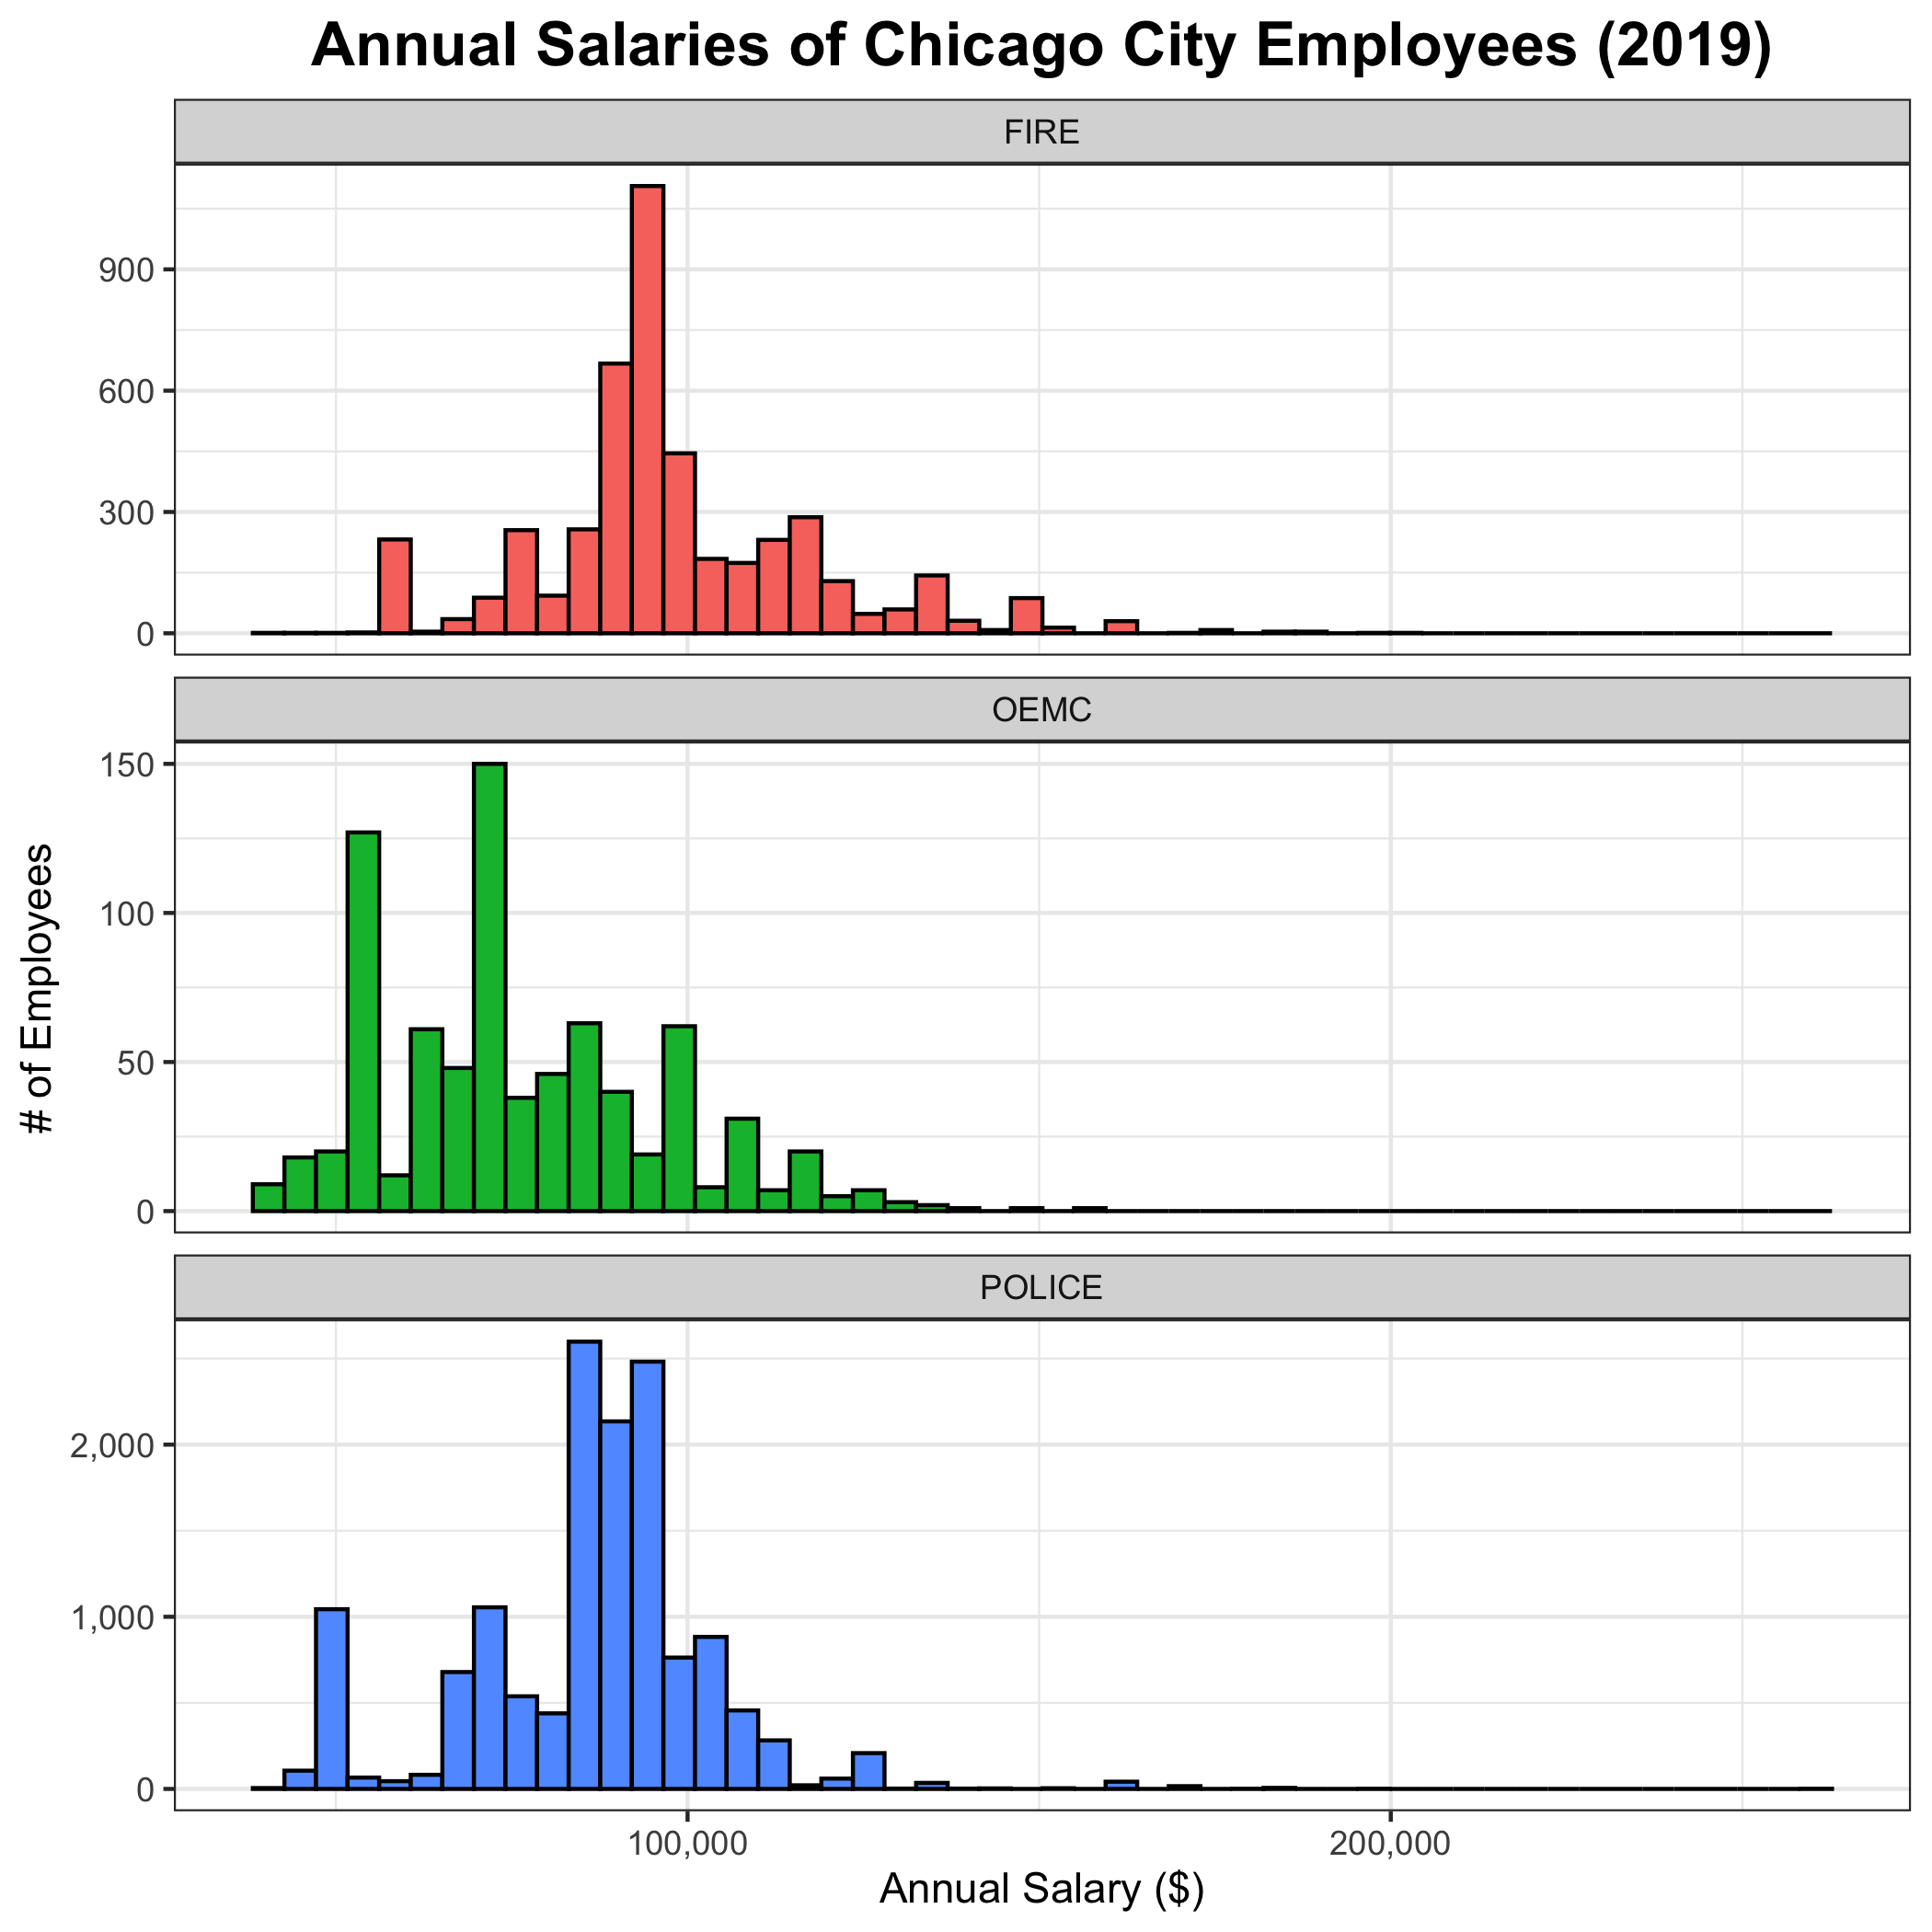 Annual Salaries of Chicago City Employees (2019)
FIRE
900
600
300
0
OEMC
150
100
50
0
# of Employees
POLICE
2,000
1,000
0
100,000 200,000
Annual Salary ($)